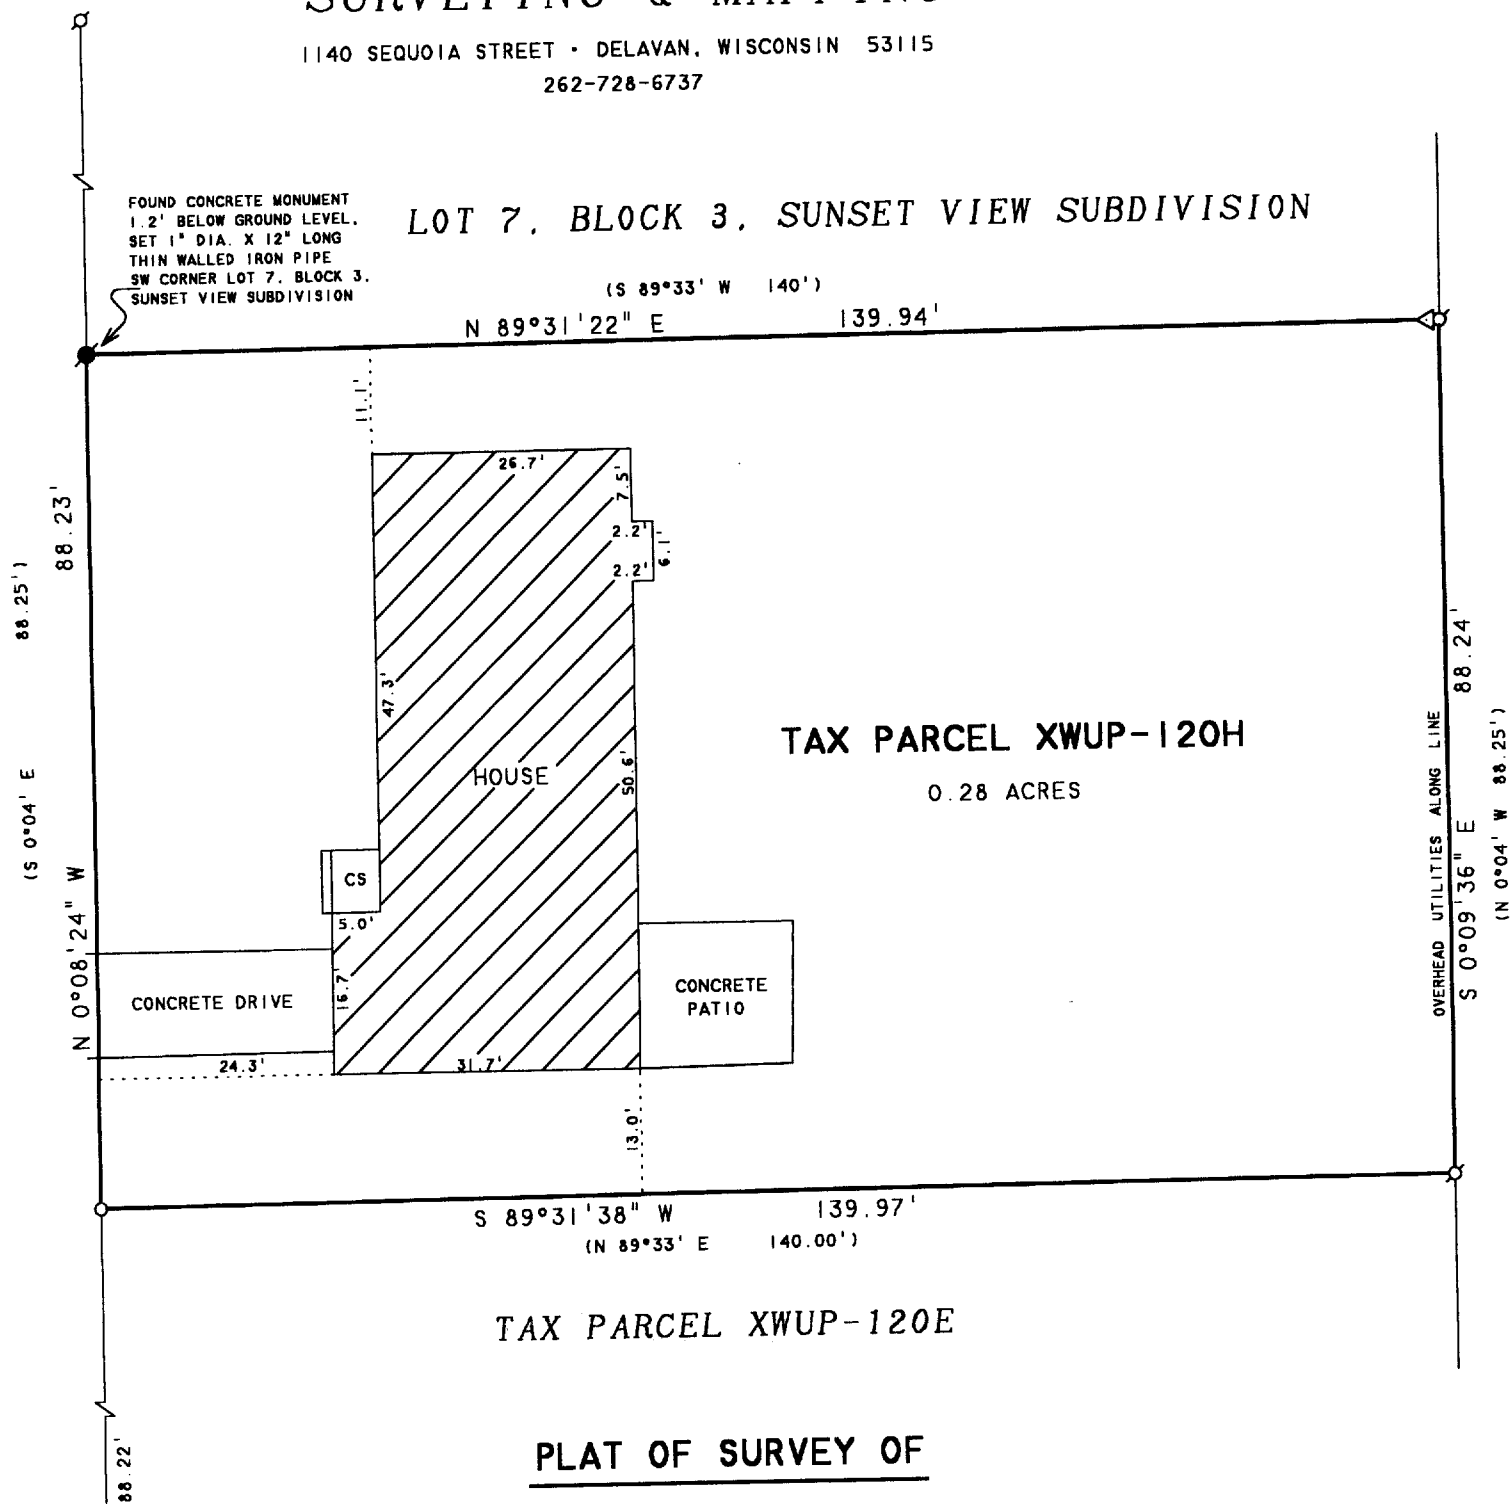 SURVEYING & MAPPING
1140 SEQUOIA STREET • DELAVAN, WISCONSIN 53115
262-728-6737
FOUND CONCRETE MONUMENT
1.2' BELOW GROUND LEVEL.
SET 1" DIA. X 12" LONG
THIN WALLED IRON PIPE
SW CORNER LOT 7, BLOCK 3,
SUNSET VIEW SUBDIVISION
LOT 7, BLOCK 3, SUNSET VIEW SUBDIVISION
(S 89°33' W 140')
N 89°31'22" E 139.94'
11.1'
26.7'
7.5'
2.2'
6.1'
2.2'
88.23'
(S 0°04' E 88.25')
N 0°08'24" W
47.3'
HOUSE
50.6'
TAX PARCEL XWUP-120H
0.28 ACRES
88.24'
S 0°09'36" E
OVERHEAD UTILITIES ALONG LINE
(N 0°04' W 88.25')
CS
5.0'
16.7'
CONCRETE DRIVE
CONCRETE
PATIO
24.3'
31.7'
13.0'
S 89°31'38" W 139.97'
(N 89°33' E 140.00')
TAX PARCEL XWUP-120E
88.22'
PLAT OF SURVEY OF